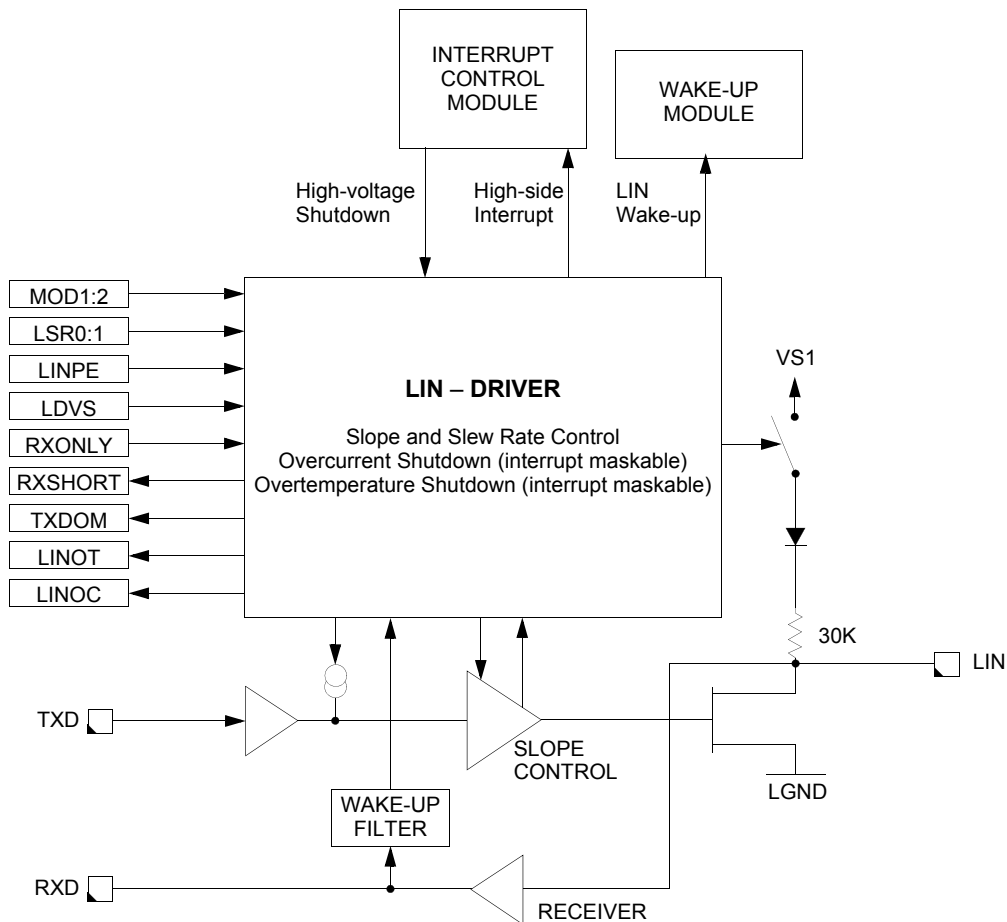 INTERRUPT
CONTROL
MODULE
WAKE-UP
MODULE
High-voltage
Shutdown
High-side
Interrupt
LIN
Wake-up
MOD1:2
LSR0:1
LINPE
LDVS
RXONLY
RXSHORT
TXDOM
LINOT
LINOC
LIN – DRIVER
Slope and Slew Rate Control
Overcurrent Shutdown (interrupt maskable)
Overtemperature Shutdown (interrupt maskable)
VS1
30K
LIN
TXD
SLOPE
CONTROL
LGND
WAKE-UP
FILTER
RXD
RECEIVER